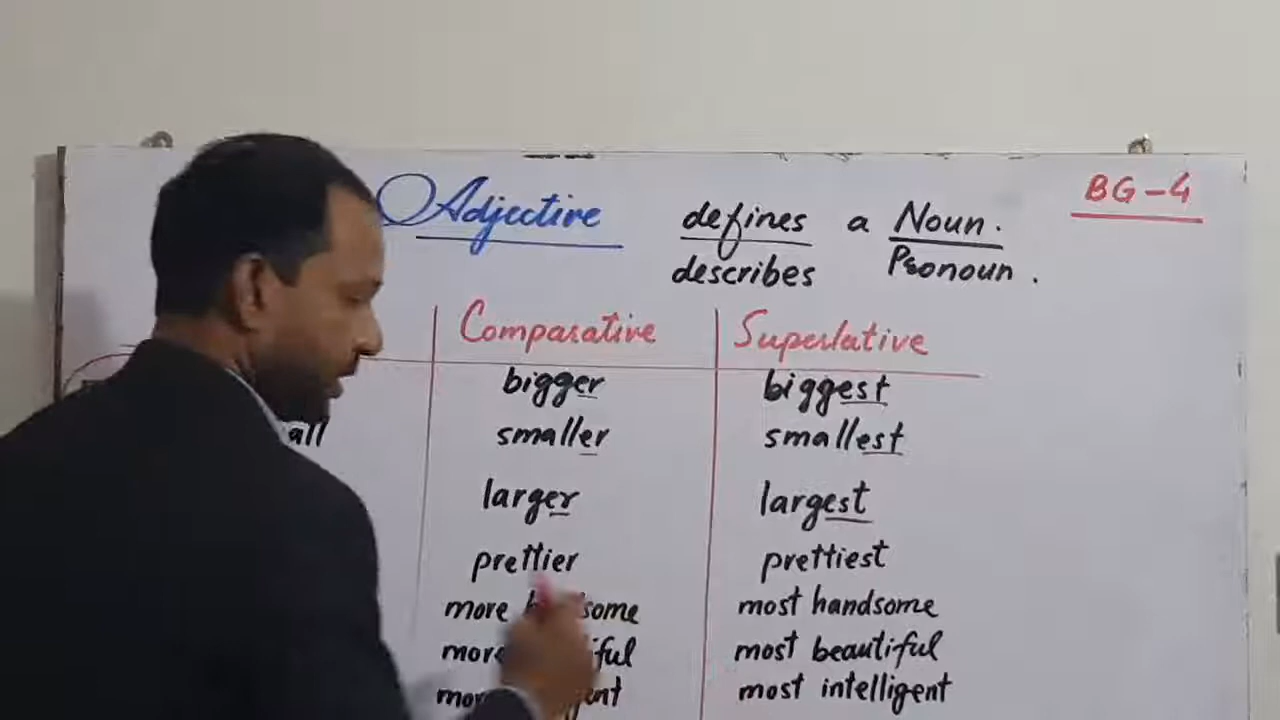 BG-4
Adjective defines a Noun.
describes Pronoun.
Comparative Superlative
bigger biggest
all smaller smallest
larger largest
prettier prettiest
more most handsome
more most beautiful
most intelligent